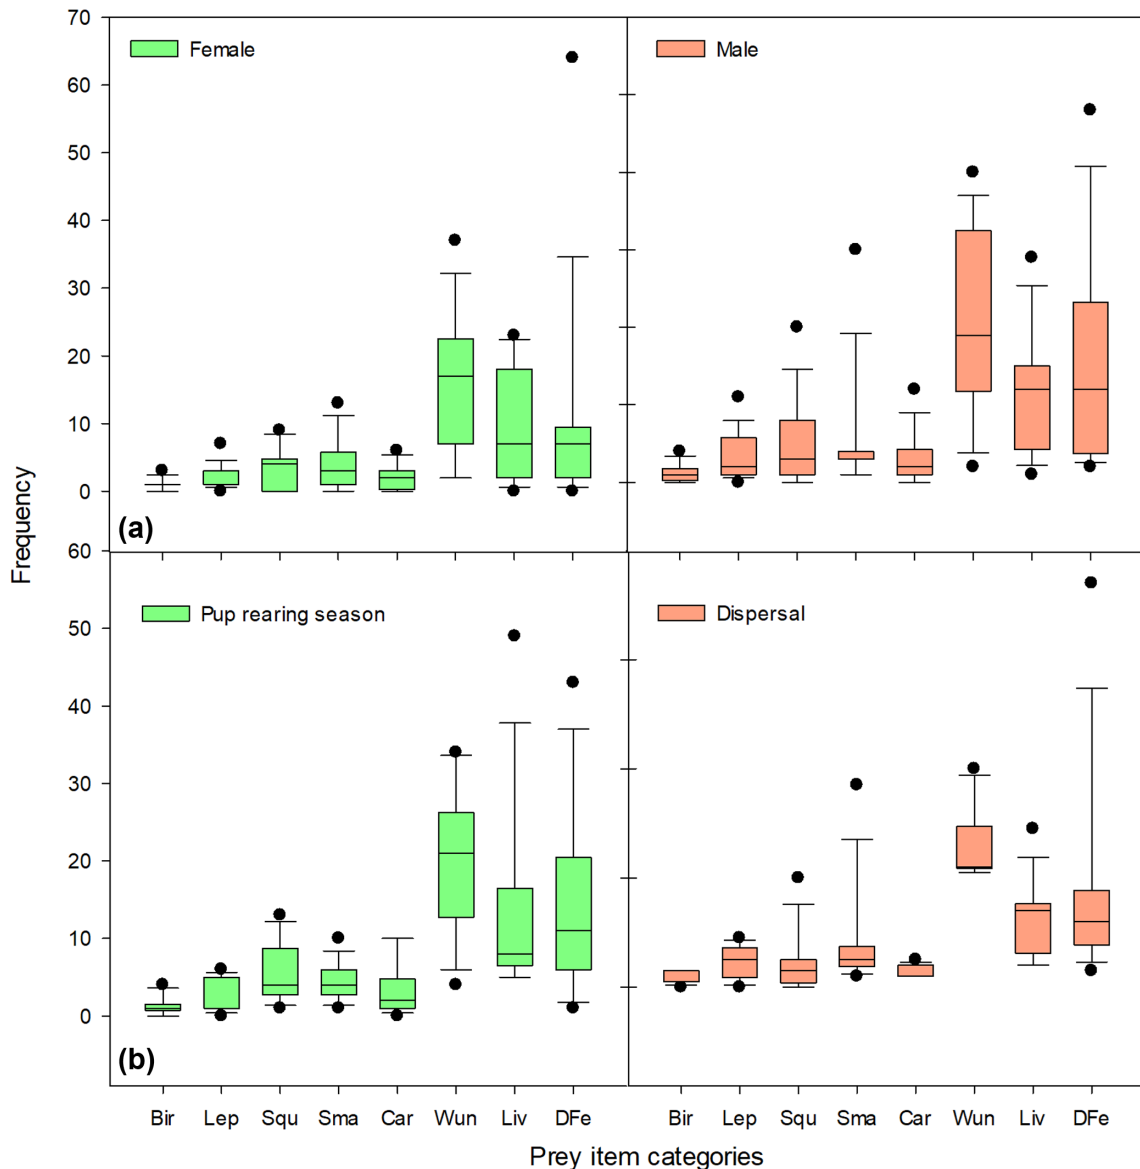 70
Female
Male
60
50
40
30
20
10
0
(a)
Frequency
60
Pup rearing season
Dispersal
50
40
30
20
10
0
(b)
Bir Lep Squ Sma Car Wun Liv DFe Bir Lep Squ Sma Car Wun Liv DFe
Prey item categories